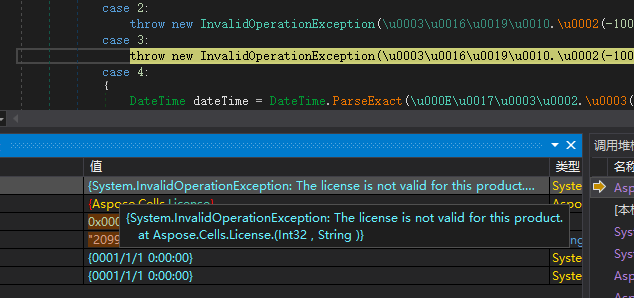 case 2:
throw new InvalidOperationException(\u0003\u0016\u0019\u0010.\u0002(-100
case 3:
throw new InvalidOperationException(\u0003\u0016\u0019\u0010.\u0002(-100
case 4:
{
DateTime dateTime = DateTime.ParseExact(\u000E\u0017\u0003\u0002.\u0003(
调用堆栈
值
类型
名称
{System.InvalidOperationException: The license is not valid for this product....
Syste
Asp
{Aspose.Cells.License}
Aspo
[本机
0x000
{System.InvalidOperationException: The license is not valid for this product.
at Aspose.Cells.License.(Int32 , String )}
Syst
"2099
ng
Syst
{0001/1/1 0:00:00}
Syste
Asp
{0001/1/1 0:00:00}
Syste
Asp